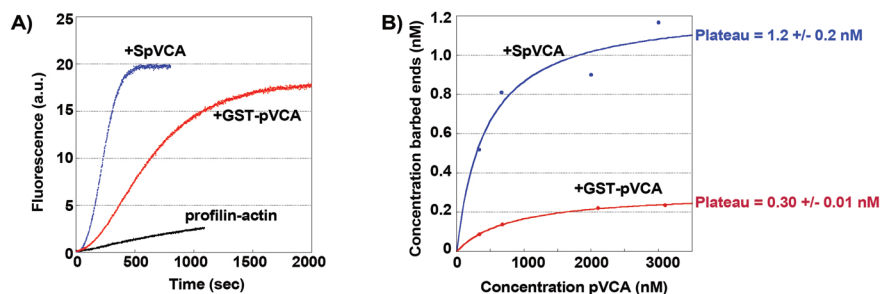 A)
Fluorescence (a.u.)
25
20
15
10
5
0
0
500
1000
1500
2000
Time (sec)
+SpVCA
+GST-pVCA
profilin-actin
B)
Concentration barbed ends (nM)
1.2
1.0
0.8
0.6
0.4
0.2
0
0
1000
2000
3000
Concentration pVCA (nM)
+SpVCA
+GST-pVCA
Plateau = 1.2 +/- 0.2 nM
Plateau = 0.30 +/- 0.01 nM